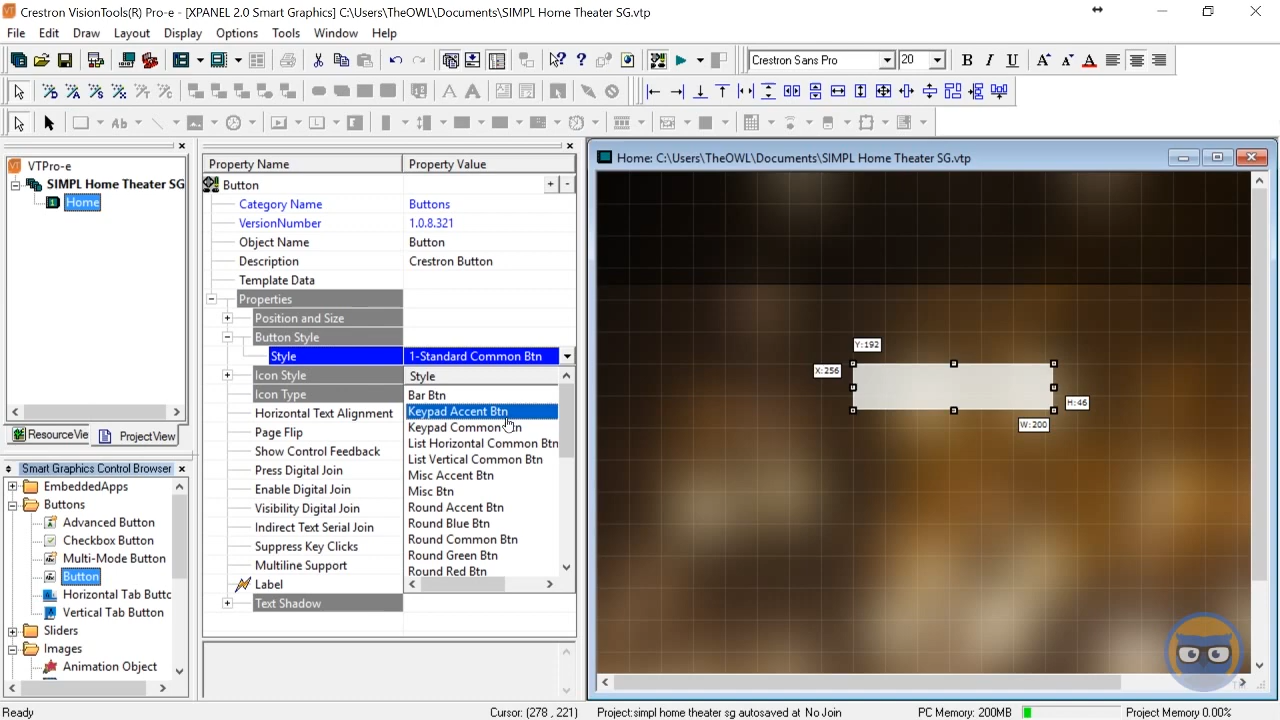 Crestron VisionTools(R) Pro-e - [XPANEL 2.0 Smart Graphics] C:\Users\TheOWL\Documents\SIMPL Home Theater SG.vtp
File Edit Draw Layout Display Options Tools Window Help
Crestron Sans Pro 20 B I U
VTPro-e
SIMPL Home Theater SG
Home
ResourceVie ProjectView
Smart Graphics Control Browser
EmbeddedApps
Buttons
Advanced Button
Checkbox Button
Multi-Mode Button
Button
Horizontal Tab Buttc
Vertical Tab Button
Sliders
Images
Animation Object
Property Name Property Value
Button
Category Name Buttons
VersionNumber 1.0.8.321
Object Name Button
Description Crestron Button
Template Data
Properties
Position and Size
Button Style
Style 1-Standard Common Btn
Icon Style
Icon Type
Horizontal Text Alignment
Page Flip
Show Control Feedback
Press Digital Join
Enable Digital Join
Visibility Digital Join
Indirect Text Serial Join
Suppress Key Clicks
Multiline Support
Label
Text Shadow
Style
Bar Btn
Keypad Accent Btn
Keypad Common Btn
List Horizontal Common Btn
List Vertical Common Btn
Misc Accent Btn
Misc Btn
Round Accent Btn
Round Blue Btn
Round Common Btn
Round Green Btn
Round Red Btn
Home: C:\Users\TheOWL\Documents\SIMPL Home Theater SG.vtp
Y:192
X:256
H:46
W:200
Ready Cursor: (278 , 221) Project:simpl home theater sg autosaved at No Join PC Memory: 200MB Project Memory 0.00%